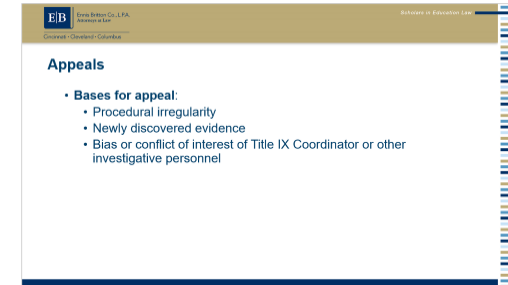 E|B
Ennis Britton Co., L.P.A.
Attorneys at Law
Cincinnati • Cleveland • Columbus
Scholars in Education Law
Appeals
• Bases for appeal:
• Procedural irregularity
• Newly discovered evidence
• Bias or conflict of interest of Title IX Coordinator or other
investigative personnel